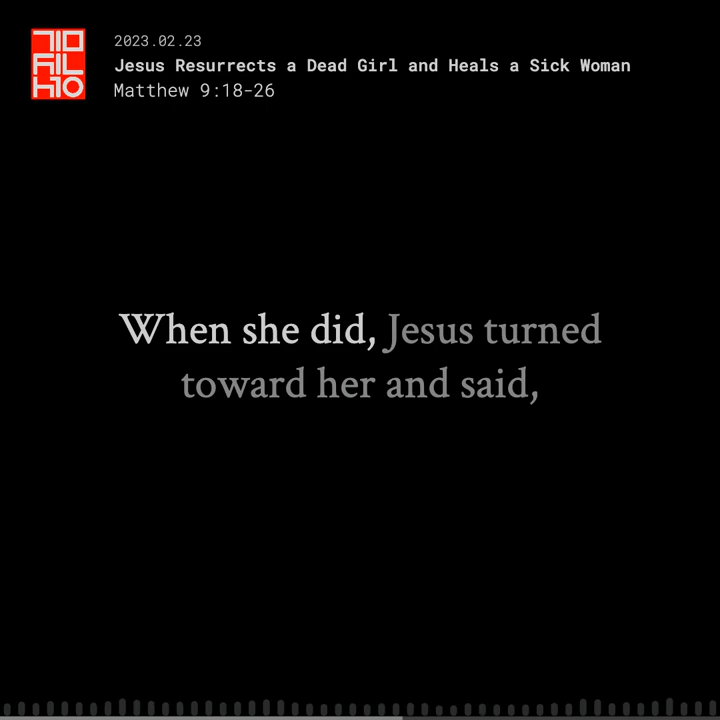 2023.02.23
Jesus Resurrects a Dead Girl and Heals a Sick Woman
Matthew 9:18-26
When she did, Jesus turned
toward her and said,